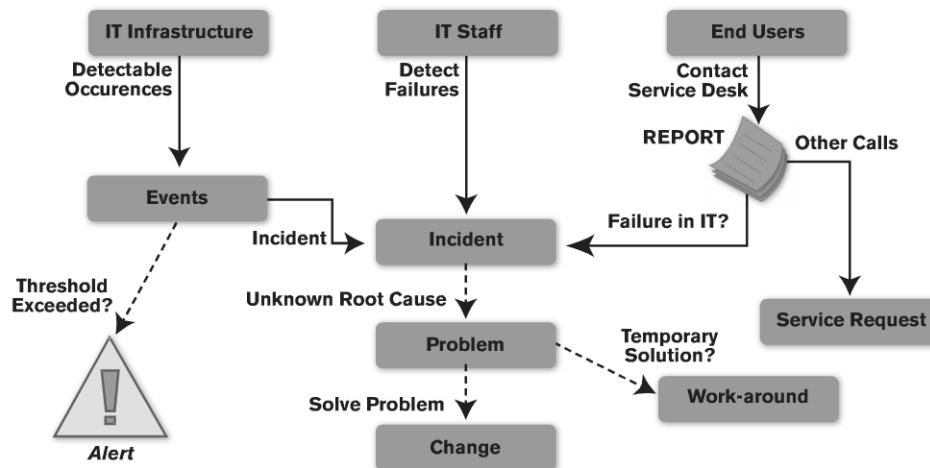 IT Infrastructure
IT Staff
End Users
Detectable
Occurences
Detect
Failures
Contact
Service Desk
REPORT
Other Calls
Events
Incident
Incident
Failure in IT?
Threshold
Exceeded?
Unknown Root Cause
Service Request
Problem
Temporary
Solution?
Work-around
Solve Problem
Change
!
Alert